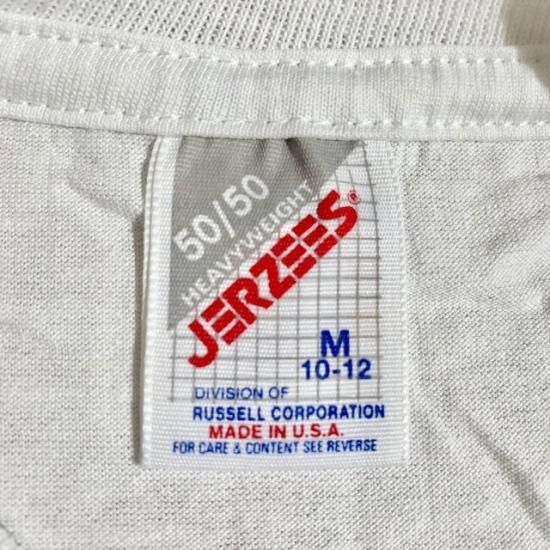 50/50
HEAVYWEIGHT
JERZEES®
M
10-12
DIVISION OF
RUSSELL CORPORATION
MADE IN U.S.A.
FOR CARE & CONTENT SEE REVERSE